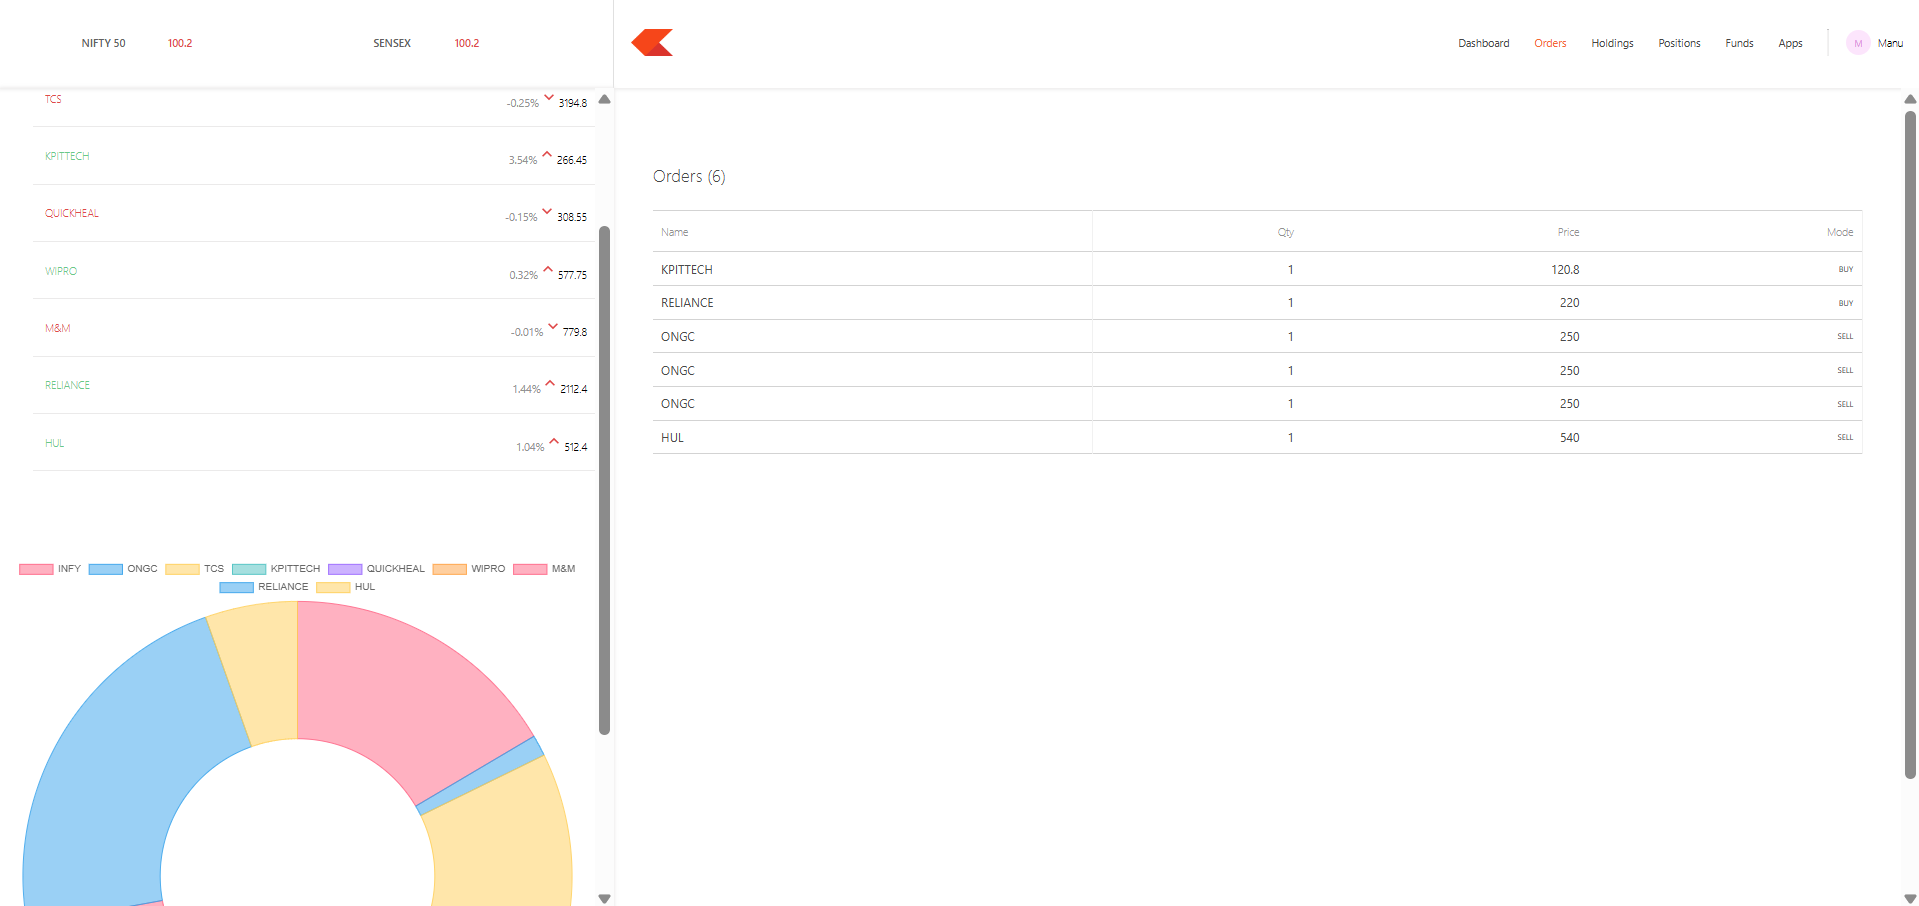 NIFTY 50 100.2 SENSEX 100.2
Dashboard Orders Holdings Positions Funds Apps M Manu
TCS -0.25% 3194.8
KPITTECH 3.54% 266.45
QUICKHEAL -0.15% 308.55
WIPRO 0.32% 577.75
M&M -0.01% 779.8
RELIANCE 1.44% 2112.4
HUL 1.04% 512.4
INFY ONGC TCS KPITTECH QUICKHEAL WIPRO M&M
RELIANCE HUL
Orders (6)
Name Qty Price Mode
KPITTECH 1 120.8 BUY
RELIANCE 1 220 BUY
ONGC 1 250 SELL
ONGC 1 250 SELL
ONGC 1 250 SELL
HUL 1 540 SELL